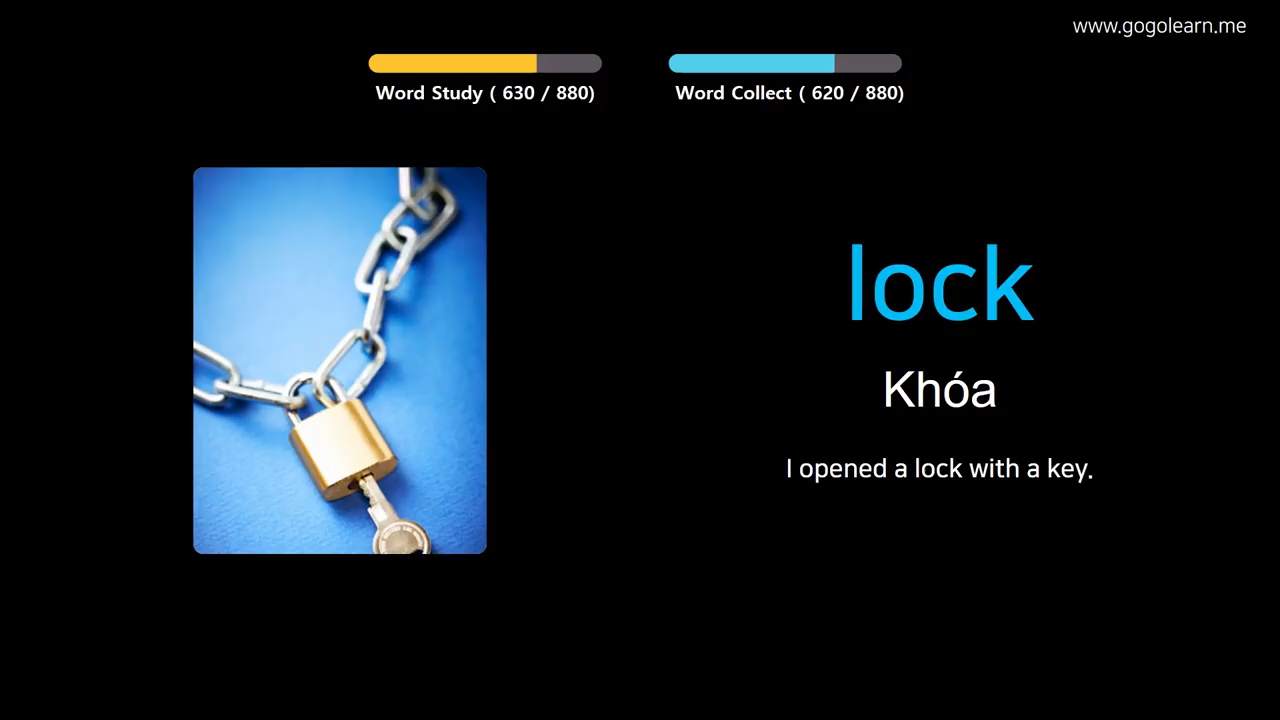 www.gogolearn.me
Word Study ( 630 / 880)
Word Collect ( 620 / 880)
lock
Khóa
I opened a lock with a key.